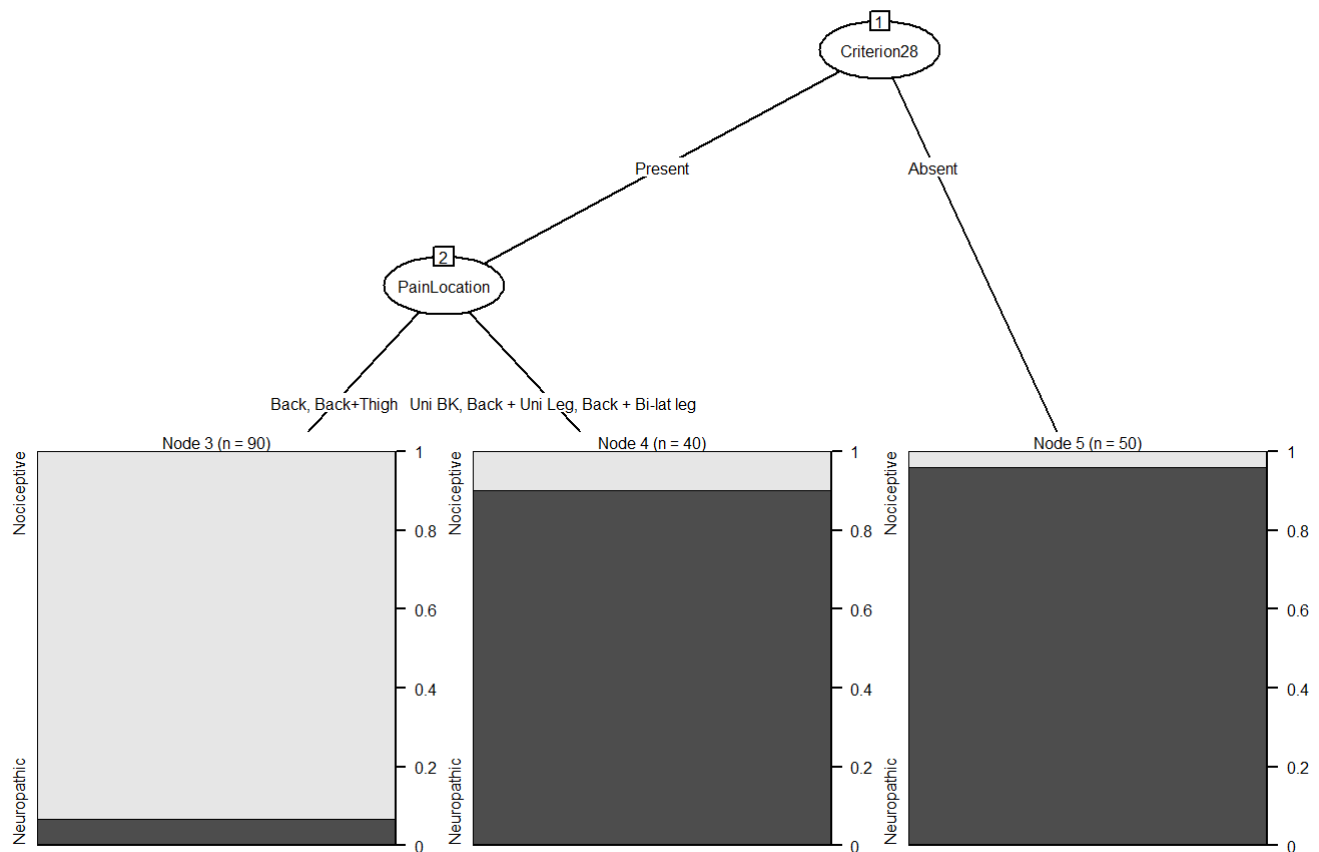 1
Criterion28
Present
Absent
2
PainLocation
Back, Back+Thigh
Uni BK, Back + Uni Leg, Back + Bi-lat leg
Node 3 (n = 90)
Nociceptive
Neuropathic
1
0.8
0.6
0.4
0.2
0
Node 4 (n = 40)
Nociceptive
Neuropathic
1
0.8
0.6
0.4
0.2
0
Node 5 (n = 50)
Nociceptive
Neuropathic
1
0.8
0.6
0.4
0.2
0